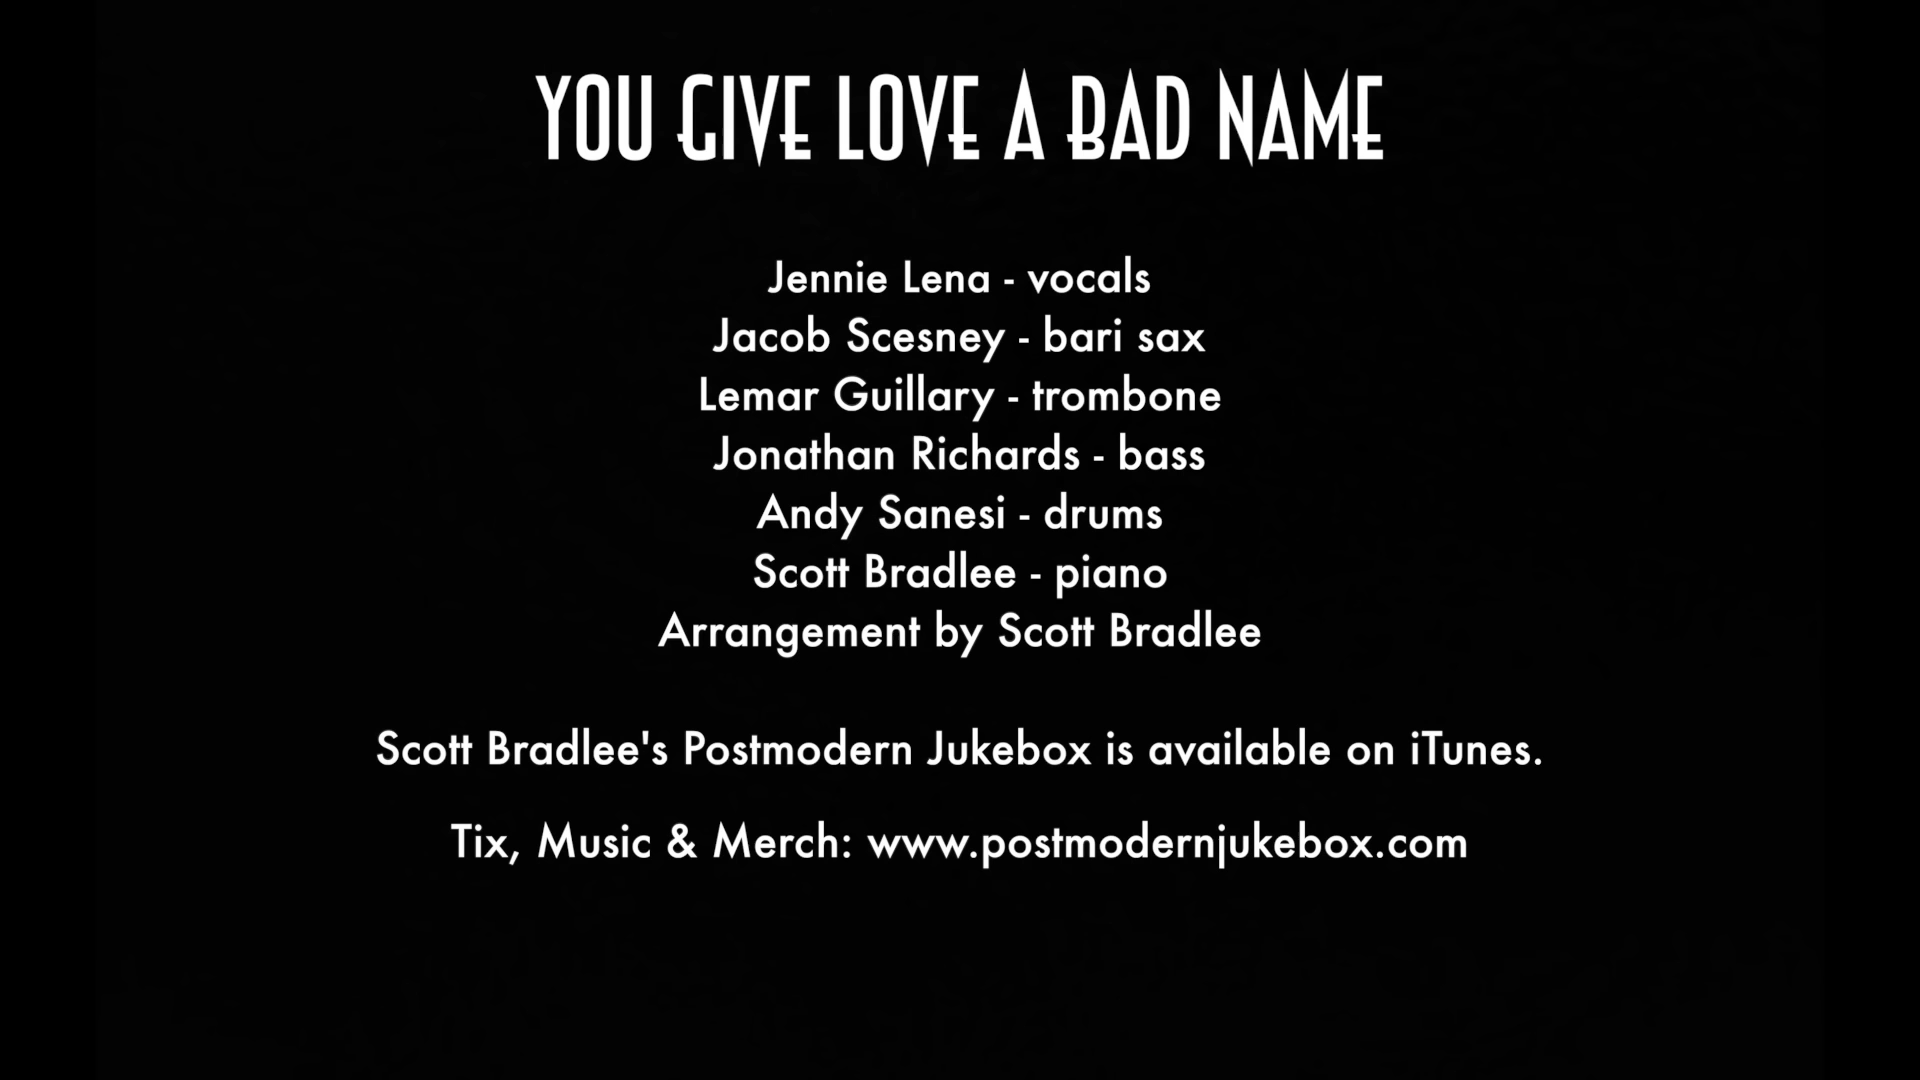 YOU GIVE LOVE A BAD NAME
Jennie Lena - vocals
Jacob Scesney - bari sax
Lemar Guillary - trombone
Jonathan Richards - bass
Andy Sanesi - drums
Scott Bradlee - piano
Arrangement by Scott Bradlee
Scott Bradlee's Postmodern Jukebox is available on iTunes.
Tix, Music & Merch: www.postmodernjukebox.com